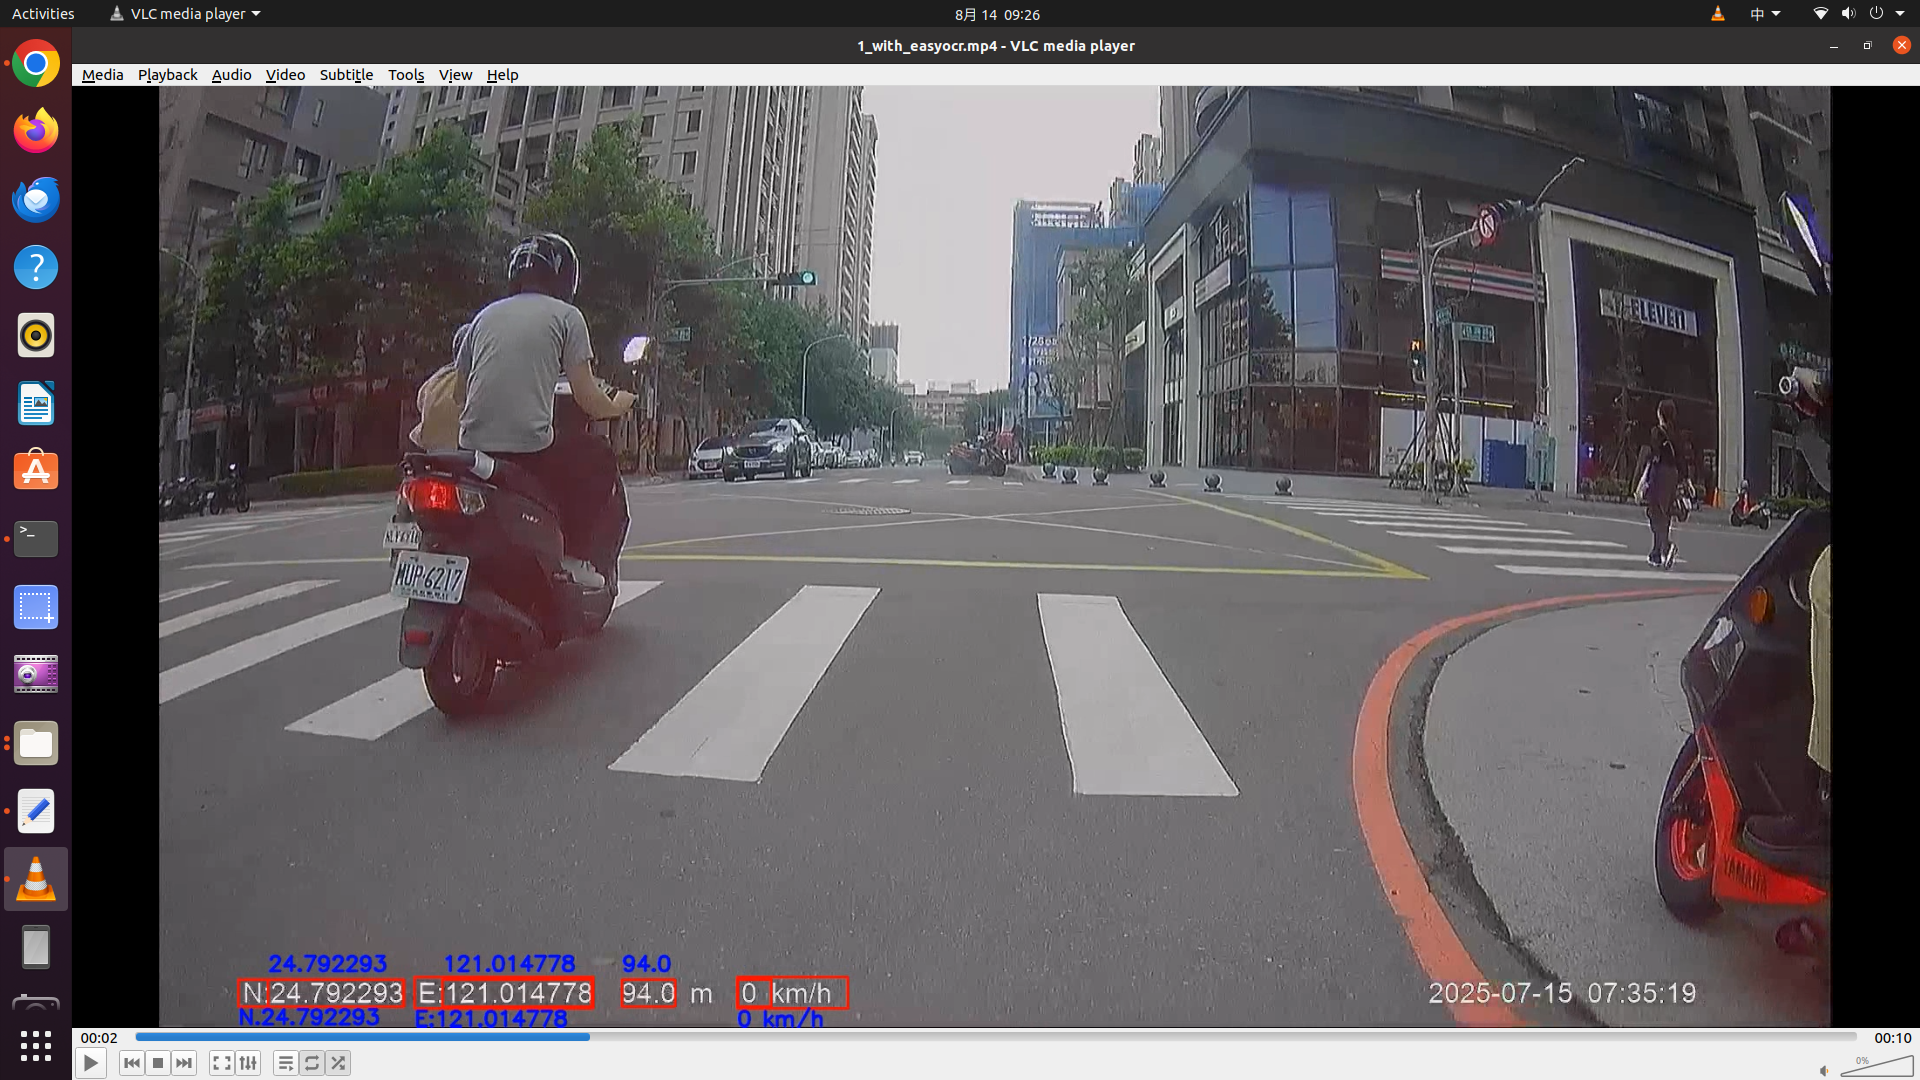 Activities VLC media player 8月 14 09:26 中
1_with_easyocr.mp4 - VLC media player
Media Playback Audio Video Subtitle Tools View Help
MUP-6217
YAMAHA
24.792293 121.014778 94.0
N:24.792293 E:121.014778 94.0 m 0 km/h 2025-07-15 07:35:19
N.24.792293 E:121.014778 0 km/h
00:02 00:10
0%